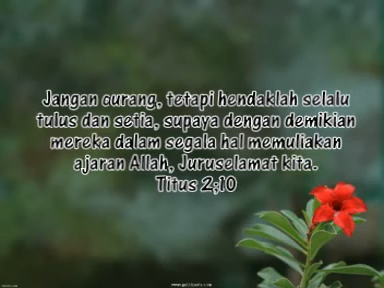 Jangan curang, tetapi hendaklah selalu
tulus dan setia, supaya dengan demikian
mereka dalam segala hal memuliakan
ajaran Allah, Juruselamat kita.
Titus 2;10